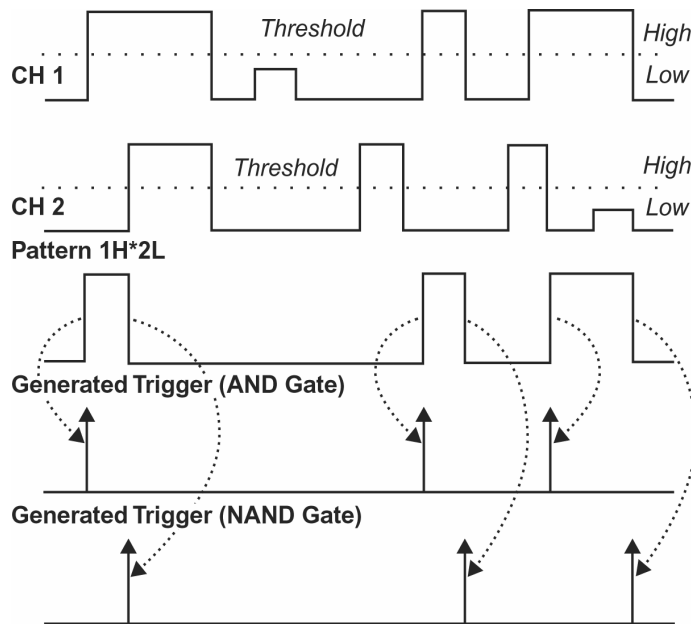 Threshold
High
CH 1
Low
Threshold
High
CH 2
Low
Pattern 1H*2L
Generated Trigger (AND Gate)
Generated Trigger (NAND Gate)